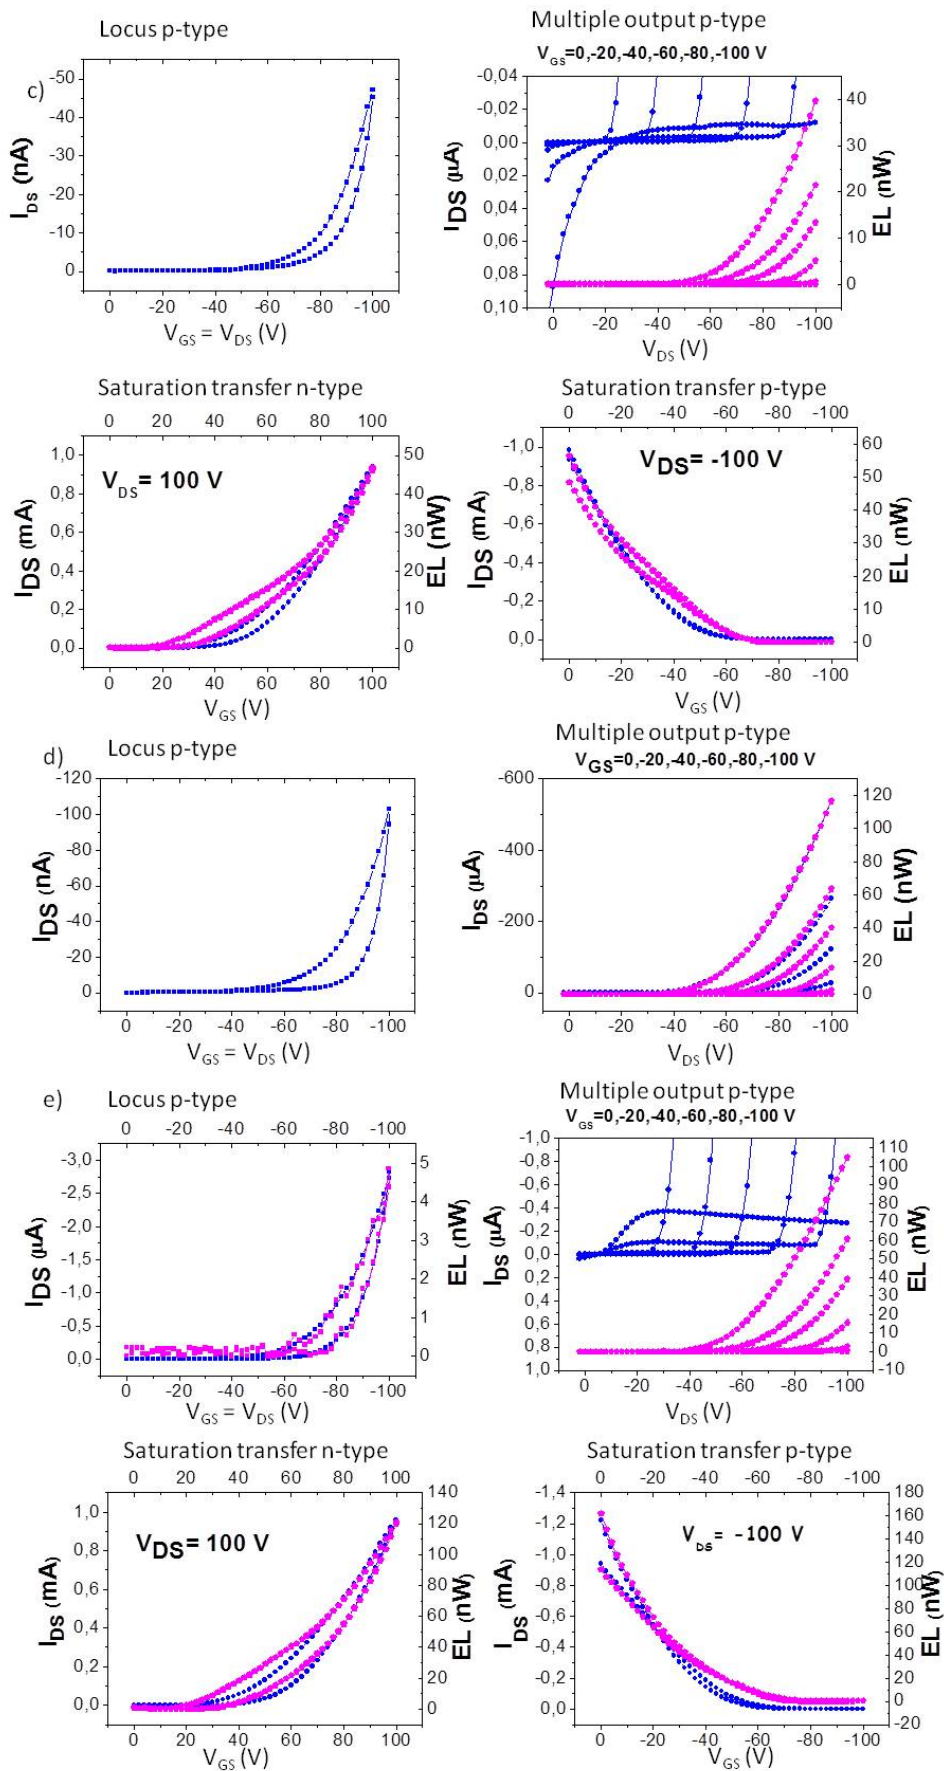 Locus p-type
c)
-50
-40
-30
-20
-10
0
I_DS (nA)
0 -20 -40 -60 -80 -100
V_GS = V_DS (V)
Multiple output p-type
V_GS=0,-20,-40,-60,-80,-100 V
-0,04
-0,02
0,00
0,02
0,04
0,06
0,08
0,10
I_DS (µA)
40
30
20
10
0
EL (nW)
0 -20 -40 -60 -80 -100
V_DS (V)
Saturation transfer n-type
0 20 40 60 80 100
1,0
0,8
0,6
0,4
0,2
0,0
I_DS (mA)
V_DS= 100 V
50
40
30
20
10
0
EL (nW)
0 20 40 60 80 100
V_GS (V)
Saturation transfer p-type
0 -20 -40 -60 -80 -100
-1,0
-0,8
-0,6
-0,4
-0,2
0,0
I_DS (mA)
V_DS= -100 V
60
50
40
30
20
10
0
EL (nW)
0 -20 -40 -60 -80 -100
V_GS (V)
d)
Locus p-type
-120
-100
-80
-60
-40
-20
0
I_DS (nA)
0 -20 -40 -60 -80 -100
V_GS = V_DS (V)
Multiple output p-type
V_GS=0,-20,-40,-60,-80,-100 V
-600
-400
-200
0
I_DS (µA)
120
100
80
60
40
20
0
EL (nW)
0 -20 -40 -60 -80 -100
V_DS (V)
e)
Locus p-type
-0 -20 -40 -60 -80 -100
-3,0
-2,5
-2,0
-1,5
-1,0
-0,5
0,0
I_DS (µA)
5
4
3
2
1
0
EL (nW)
0 -20 -40 -60 -80 -100
V_GS = V_DS (V)
Multiple output p-type
V_GS=0,-20,-40,-60,-80,-100 V
-1,0
-0,8
-0,6
-0,4
-0,2
0,0
0,2
0,4
0,6
0,8
1,0
I_DS (µA)
110
100
90
80
70
60
50
40
30
20
10
0
-10
EL (nW)
0 -20 -40 -60 -80 -100
V_DS (V)
Saturation transfer n-type
0 20 40 60 80 100
1,0
0,8
0,6
0,4
0,2
0,0
I_DS (mA)
V_DS= 100 V
140
120
100
80
60
40
20
0
EL (nW)
0 20 40 60 80 100
V_GS (V)
Saturation transfer p-type
0 -20 -40 -60 -80 -100
-1,4
-1,2
-1,0
-0,8
-0,6
-0,4
-0,2
0,0
I_DS (mA)
V_DS= -100 V
180
160
140
120
100
80
60
40
20
0
-20
EL (nW)
0 -20 -40 -60 -80 -100
V_GS (V)